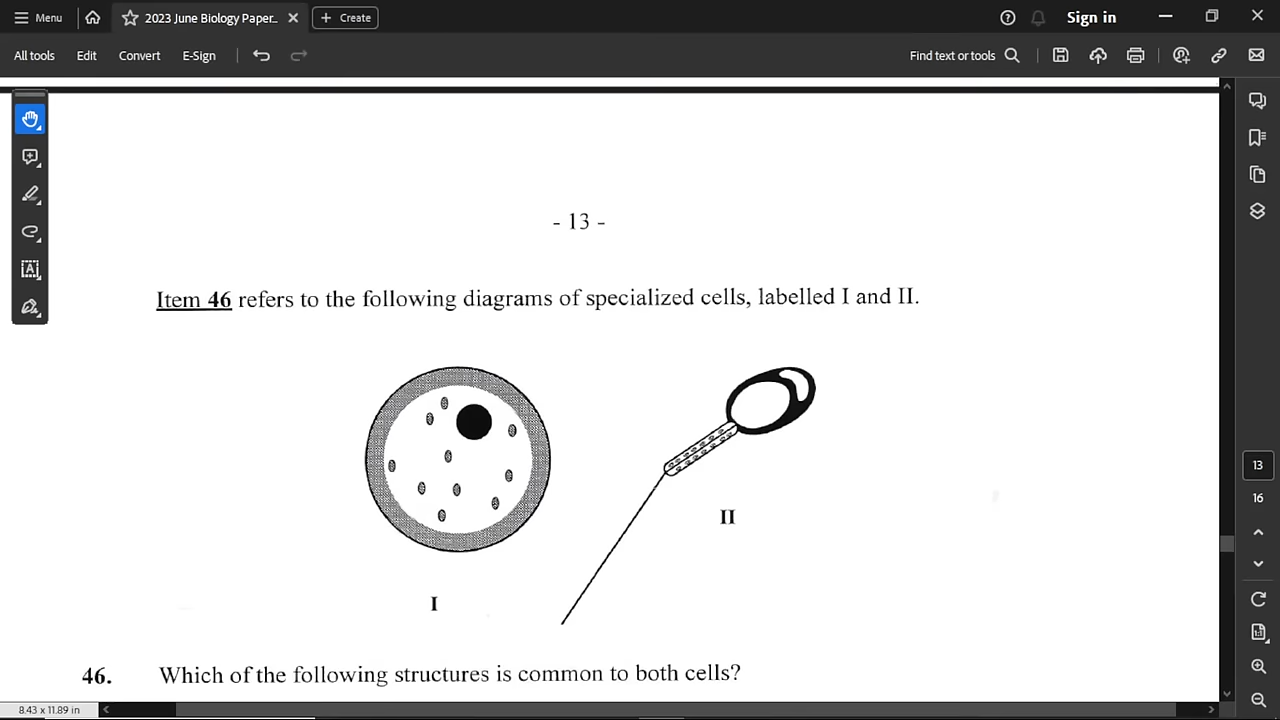 Menu
2023 June Biology Paper...
Create
Sign in
All tools
Edit
Convert
E-Sign
Find text or tools
- 13 -
Item 46 refers to the following diagrams of specialized cells, labelled I and II.
II
I
46. Which of the following structures is common to both cells?
13
16
8.43 x 11.89 in